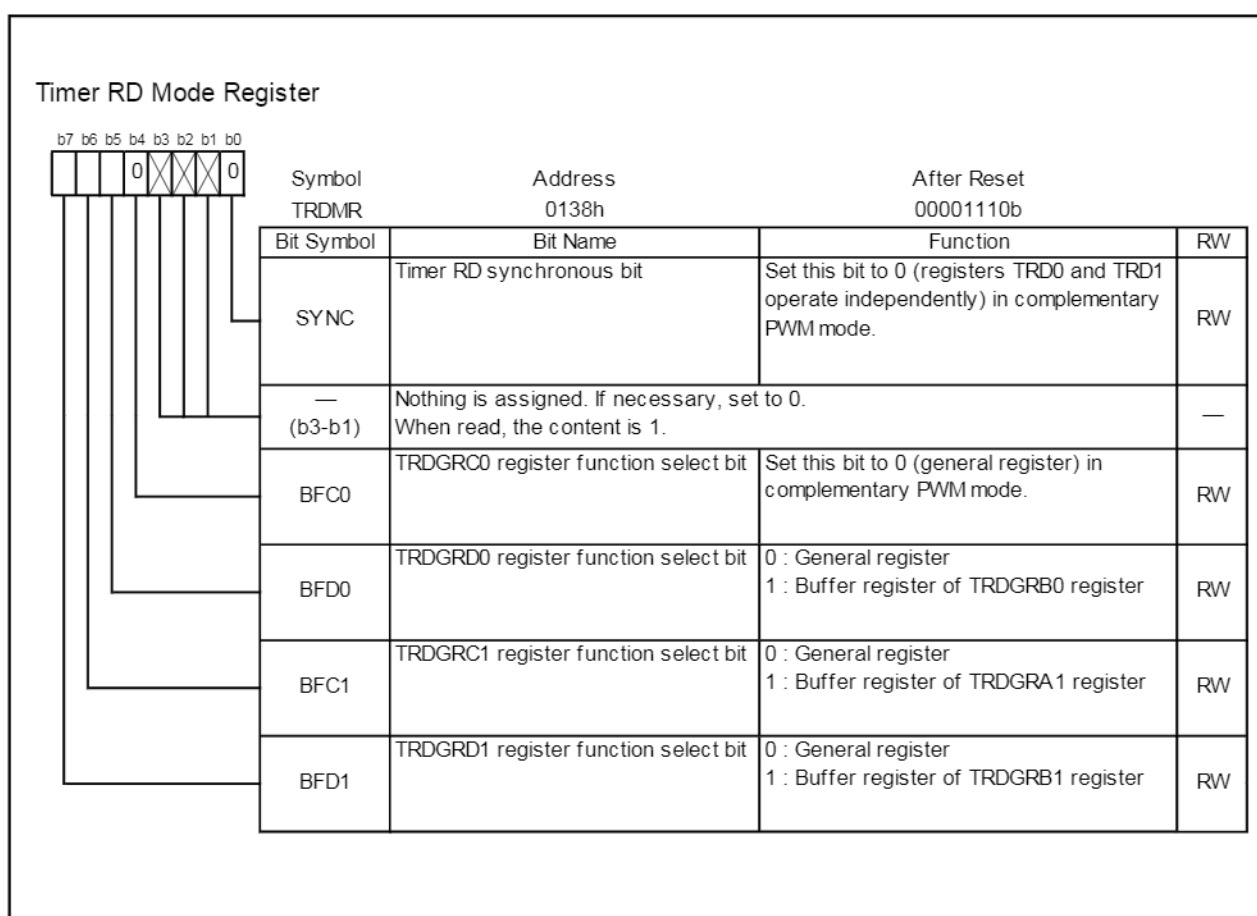 Timer RD Mode Register
b7 b6 b5 b4 b3 b2 b1 b0
0 0
Symbol Address After Reset
TRDMR 0138h 00001110b
Bit Symbol Bit Name Function RW
SYNC Timer RD synchronous bit Set this bit to 0 (registers TRD0 and TRD1
operate independently) in complementary
PWM mode. RW
— Nothing is assigned. If necessary, set to 0.
(b3-b1) When read, the content is 1. —
BFC0 TRDGRC0 register function select bit Set this bit to 0 (general register) in
complementary PWM mode. RW
BFD0 TRDGRD0 register function select bit 0 : General register
1 : Buffer register of TRDGRB0 register RW
BFC1 TRDGRC1 register function select bit 0 : General register
1 : Buffer register of TRDGRA1 register RW
BFD1 TRDGRD1 register function select bit 0 : General register
1 : Buffer register of TRDGRB1 register RW